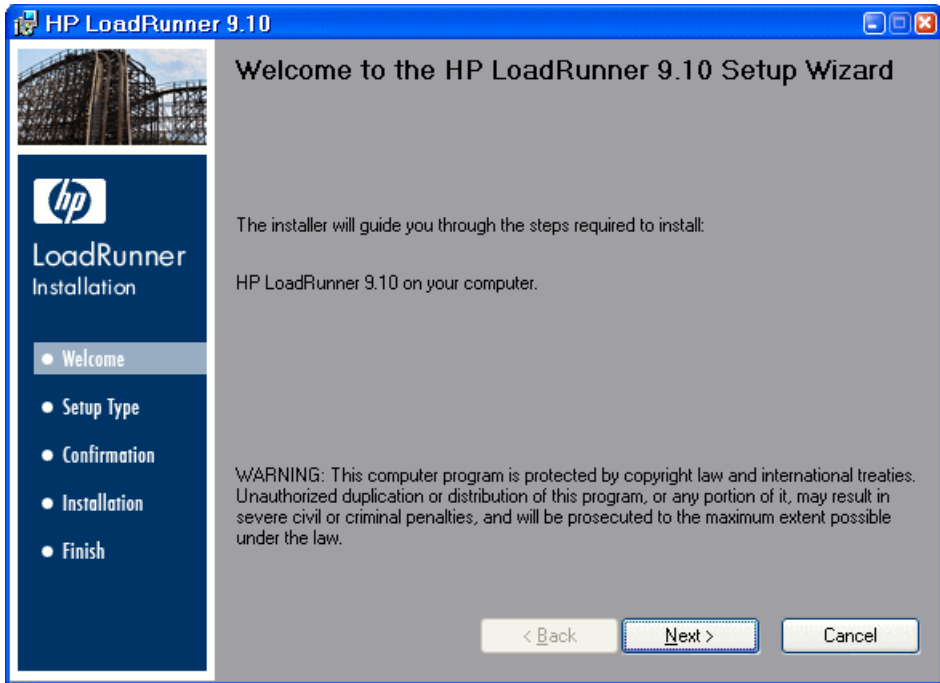 HP LoadRunner 9.10
Welcome to the HP LoadRunner 9.10 Setup Wizard
hp
LoadRunner
Installation
Welcome
Setup Type
Confirmation
Installation
Finish
The installer will guide you through the steps required to install:
HP LoadRunner 9.10 on your computer.
WARNING: This computer program is protected by copyright law and international treaties.
Unauthorized duplication or distribution of this program, or any portion of it, may result in
severe civil or criminal penalties, and will be prosecuted to the maximum extent possible
under the law.
< Back
Next >
Cancel